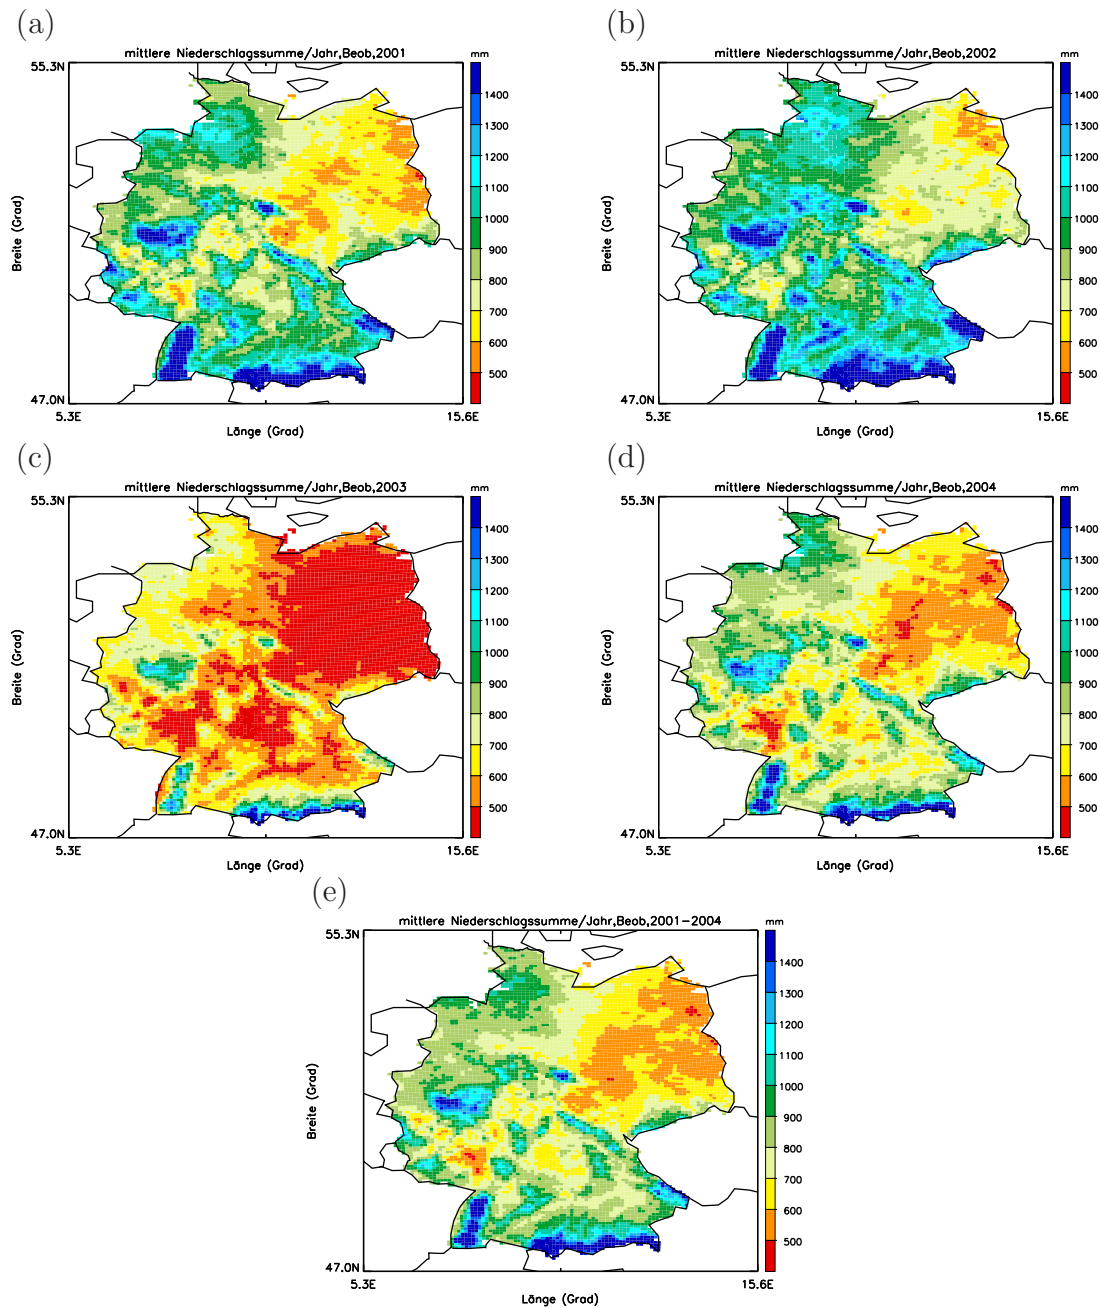 (a)
mittlere Niederschlagssumme/Jahr,Beob,2001
mm
55.3N
Breite (Grad)
47.0N
5.3E
15.6E
Länge (Grad)
1400
1300
1200
1100
1000
900
800
700
600
500
(b)
mittlere Niederschlagssumme/Jahr,Beob,2002
mm
55.3N
Breite (Grad)
47.0N
5.3E
15.6E
Länge (Grad)
1400
1300
1200
1100
1000
900
800
700
600
500
(c)
mittlere Niederschlagssumme/Jahr,Beob,2003
mm
55.3N
Breite (Grad)
47.0N
5.3E
15.6E
Länge (Grad)
1400
1300
1200
1100
1000
900
800
700
600
500
(d)
mittlere Niederschlagssumme/Jahr,Beob,2004
mm
55.3N
Breite (Grad)
47.0N
5.3E
15.6E
Länge (Grad)
1400
1300
1200
1100
1000
900
800
700
600
500
(e)
mittlere Niederschlagssumme/Jahr,Beob,2001-2004
mm
55.3N
Breite (Grad)
47.0N
5.3E
15.6E
Länge (Grad)
1400
1300
1200
1100
1000
900
800
700
600
500